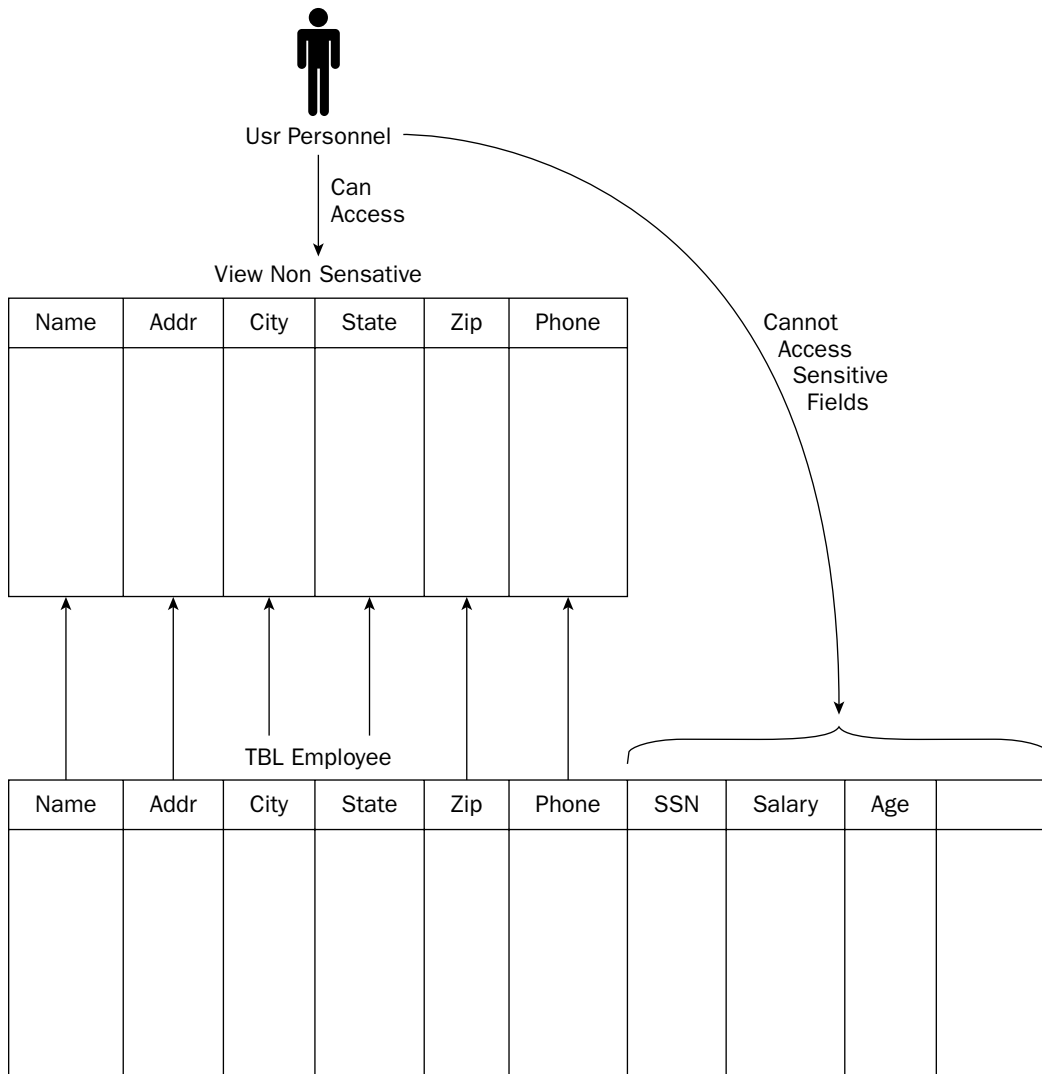 Usr Personnel
Can
Access
View Non Sensative
Name Addr City State Zip Phone
Cannot
Access
Sensitive
Fields
TBL Employee
Name Addr City State Zip Phone SSN Salary Age